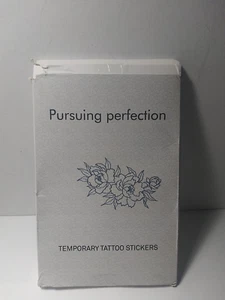 Pursuing perfection
TEMPORARY TATTOO STICKERS